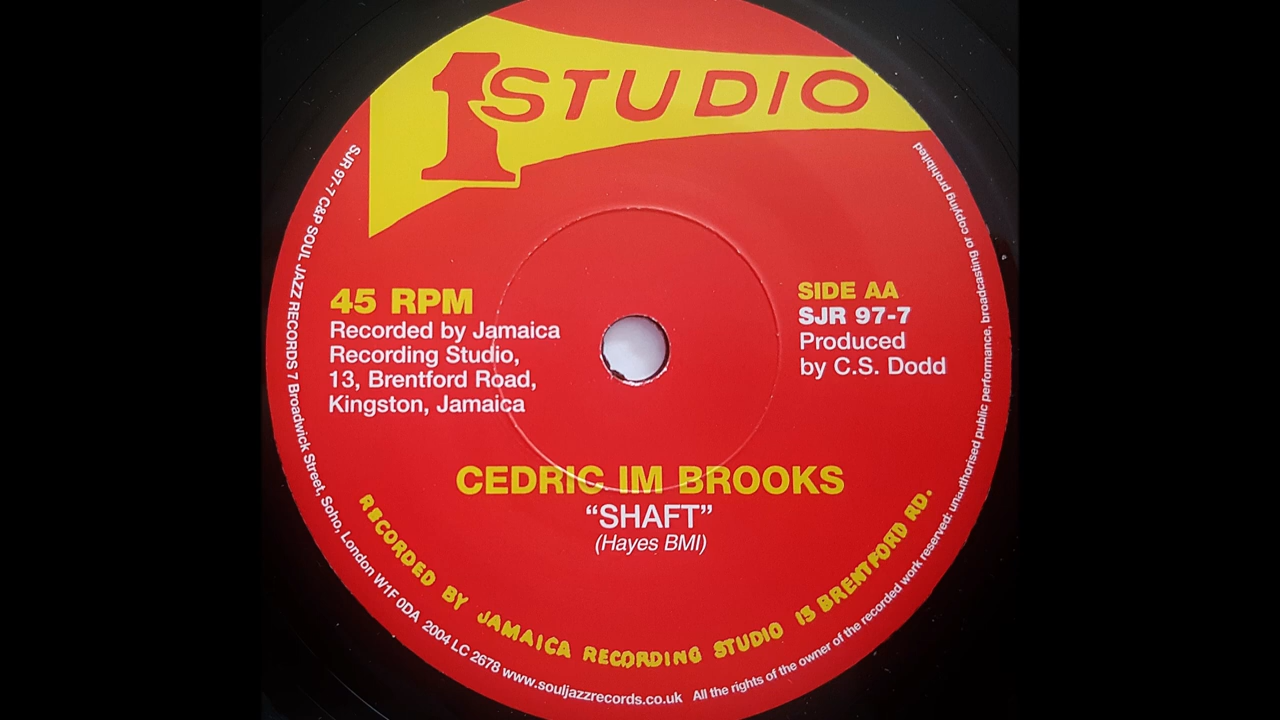 1 STUDIO
45 RPM
Recorded by Jamaica
Recording Studio,
13, Brentford Road,
Kingston, Jamaica
SIDE AA
SJR 97-7
Produced
by C.S. Dodd
CEDRIC IM BROOKS
“SHAFT”
(Hayes BMI)
RECORDED BY JAMAICA RECORDING STUDIO 13 BRENTFORD RD.
SJR 97-7 C&P SOUL JAZZ RECORDS 7 Broadwick Street, Soho, London W1F 0DA 2004 LC 2678 www.souljazzrecords.co.uk All the rights of the owner of the recorded work reserved: unauthorised public performance, broadcasting or copying prohibited